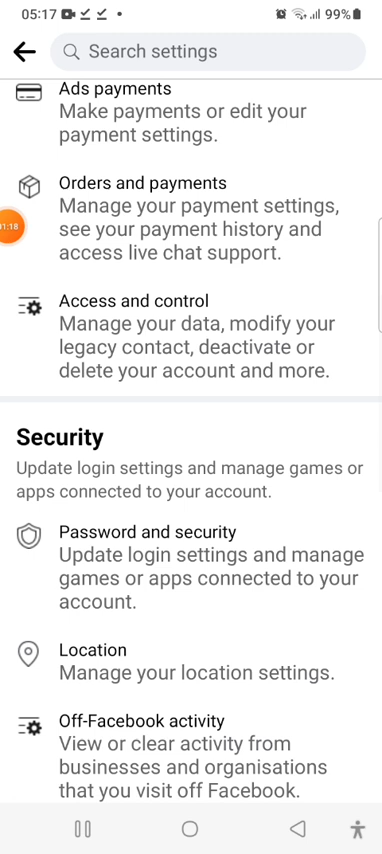 05:17
99%
Search settings
Ads payments
Make payments or edit your
payment settings.
Orders and payments
Manage your payment settings,
see your payment history and
access live chat support.
Access and control
Manage your data, modify your
legacy contact, deactivate or
delete your account and more.
Security
Update login settings and manage games or
apps connected to your account.
Password and security
Update login settings and manage
games or apps connected to your
account.
Location
Manage your location settings.
Off-Facebook activity
View or clear activity from
businesses and organisations
that you visit off Facebook.